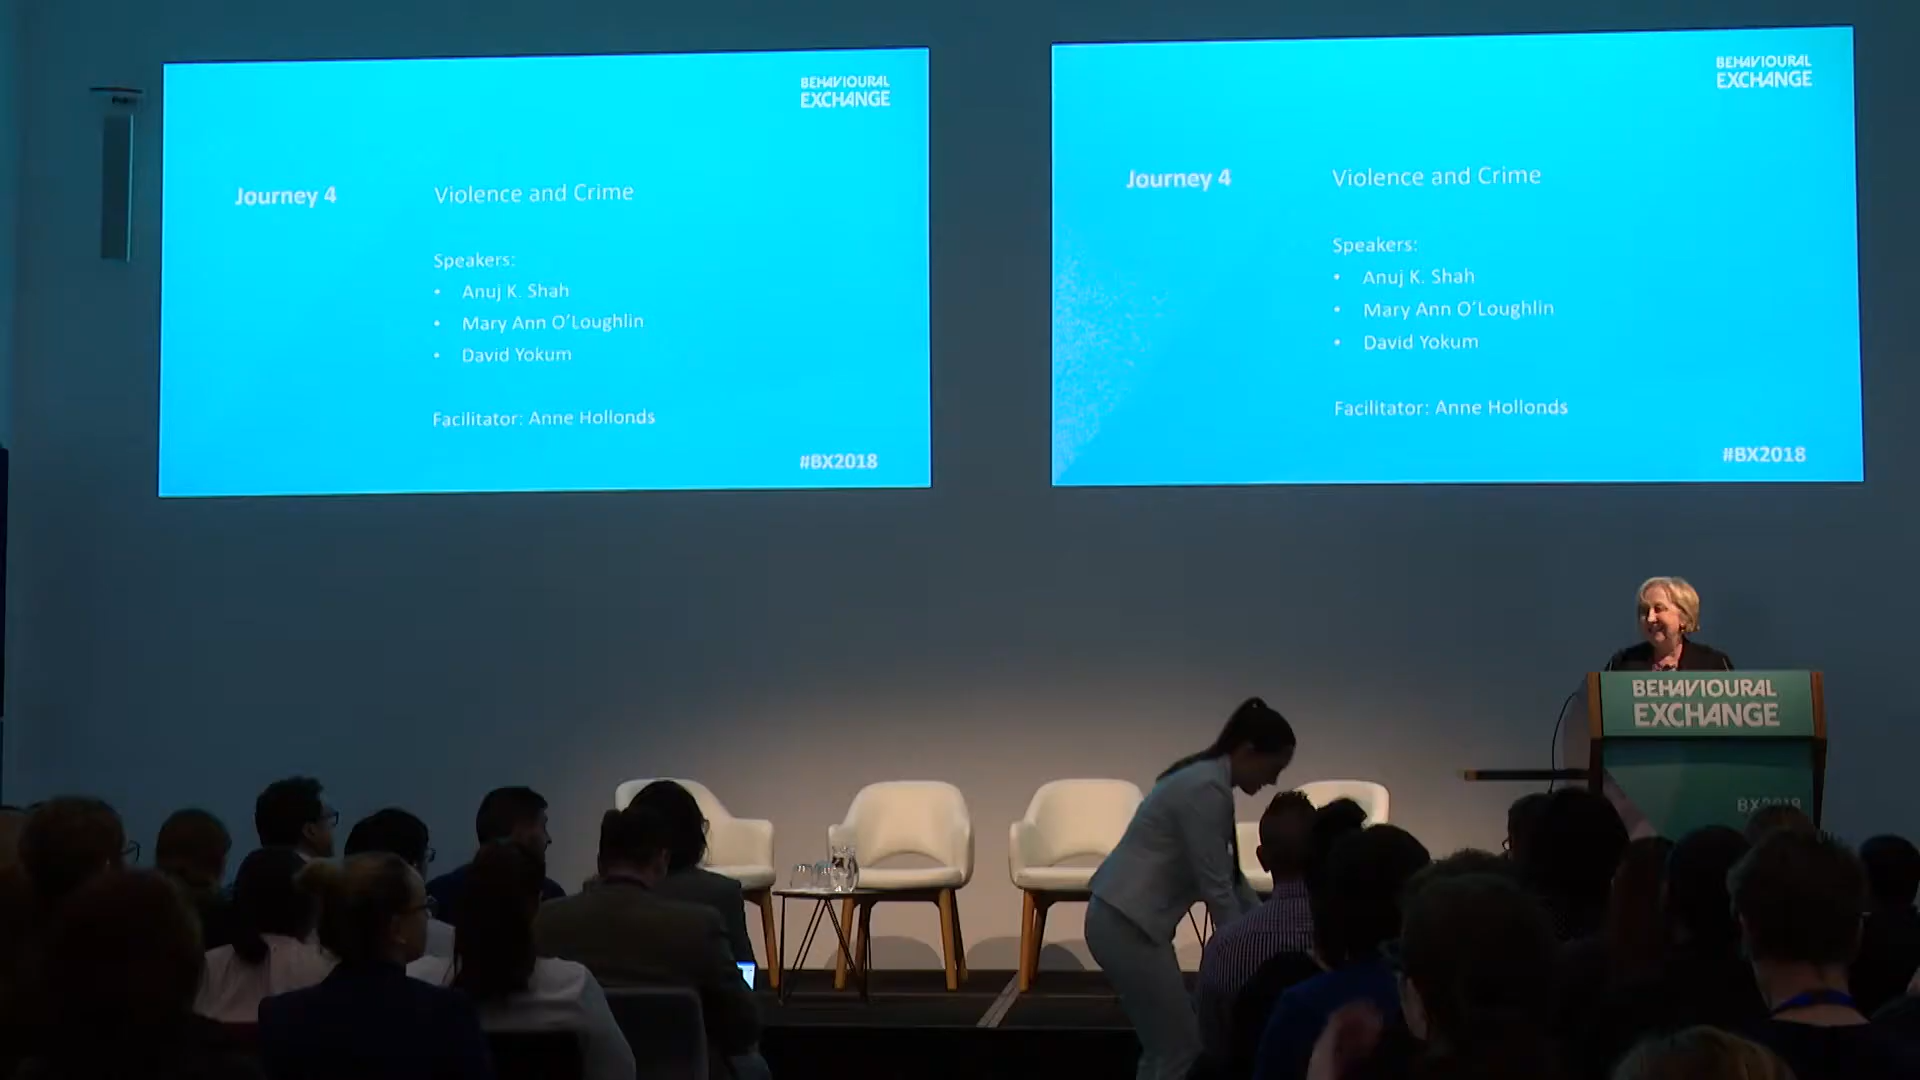 BEHAVIOURAL
EXCHANGE
Journey 4
Violence and Crime
Speakers:
• Anuj K. Shah
• Mary Ann O'Loughlin
• David Yokum
Facilitator: Anne Hollonds
#BX2018
BEHAVIOURAL
EXCHANGE
Journey 4
Violence and Crime
Speakers:
• Anuj K. Shah
• Mary Ann O'Loughlin
• David Yokum
Facilitator: Anne Hollonds
#BX2018
BEHAVIOURAL
EXCHANGE
BX2018